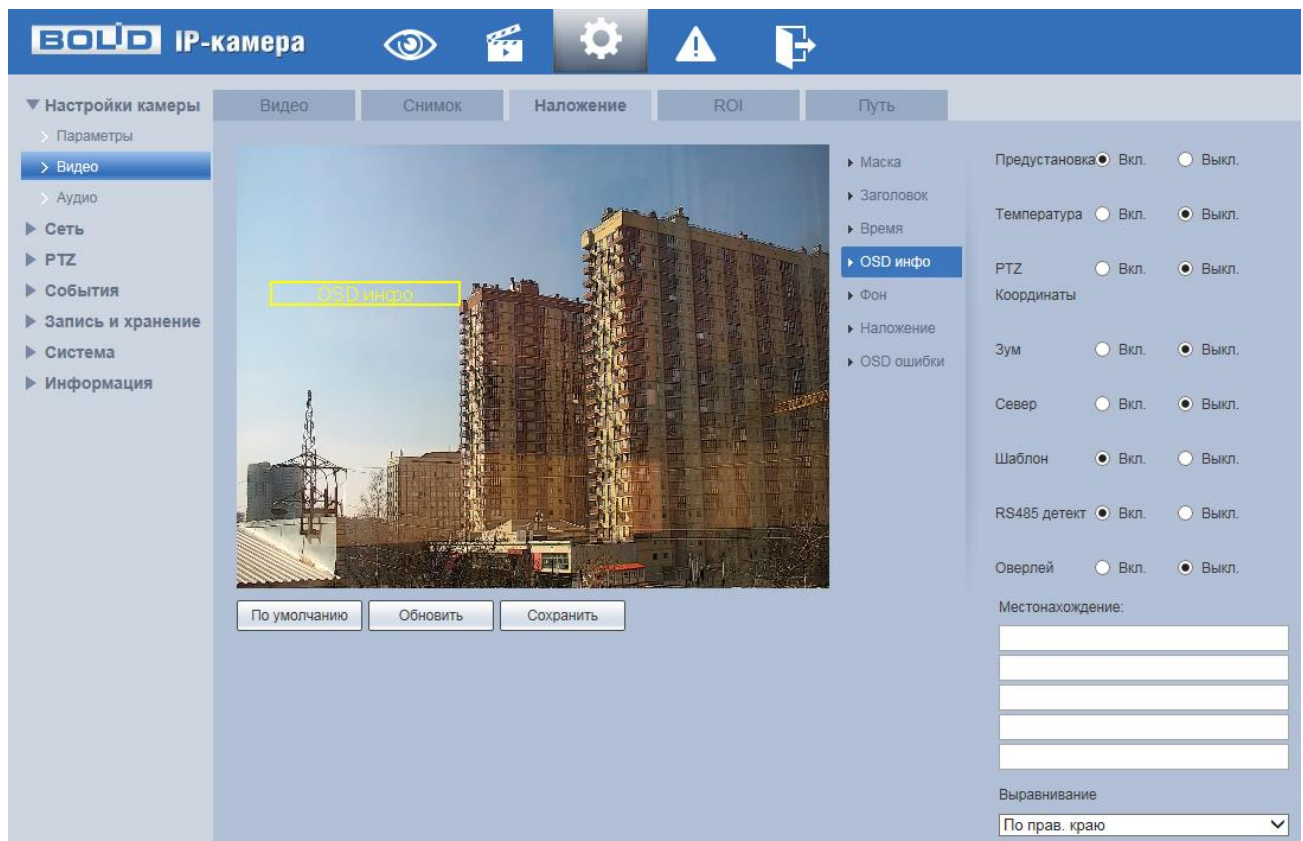 BOLID IP-камера
Настройки камеры
Параметры
Видео
Аудио
Сеть
PTZ
События
Запись и хранение
Система
Информация
Видео Снимок Наложение ROI Путь
OSD инфо
По умолчанию Обновить Сохранить
Маска
Заголовок
Время
OSD инфо
Фон
Наложение
OSD ошибки
Предустановка Вкл. Выкл.
Температура Вкл. Выкл.
PTZ Вкл. Выкл.
Координаты
Зум Вкл. Выкл.
Север Вкл. Выкл.
Шаблон Вкл. Выкл.
RS485 детект Вкл. Выкл.
Оверлей Вкл. Выкл.
Местонахождение:
Выравнивание
По прав. краю